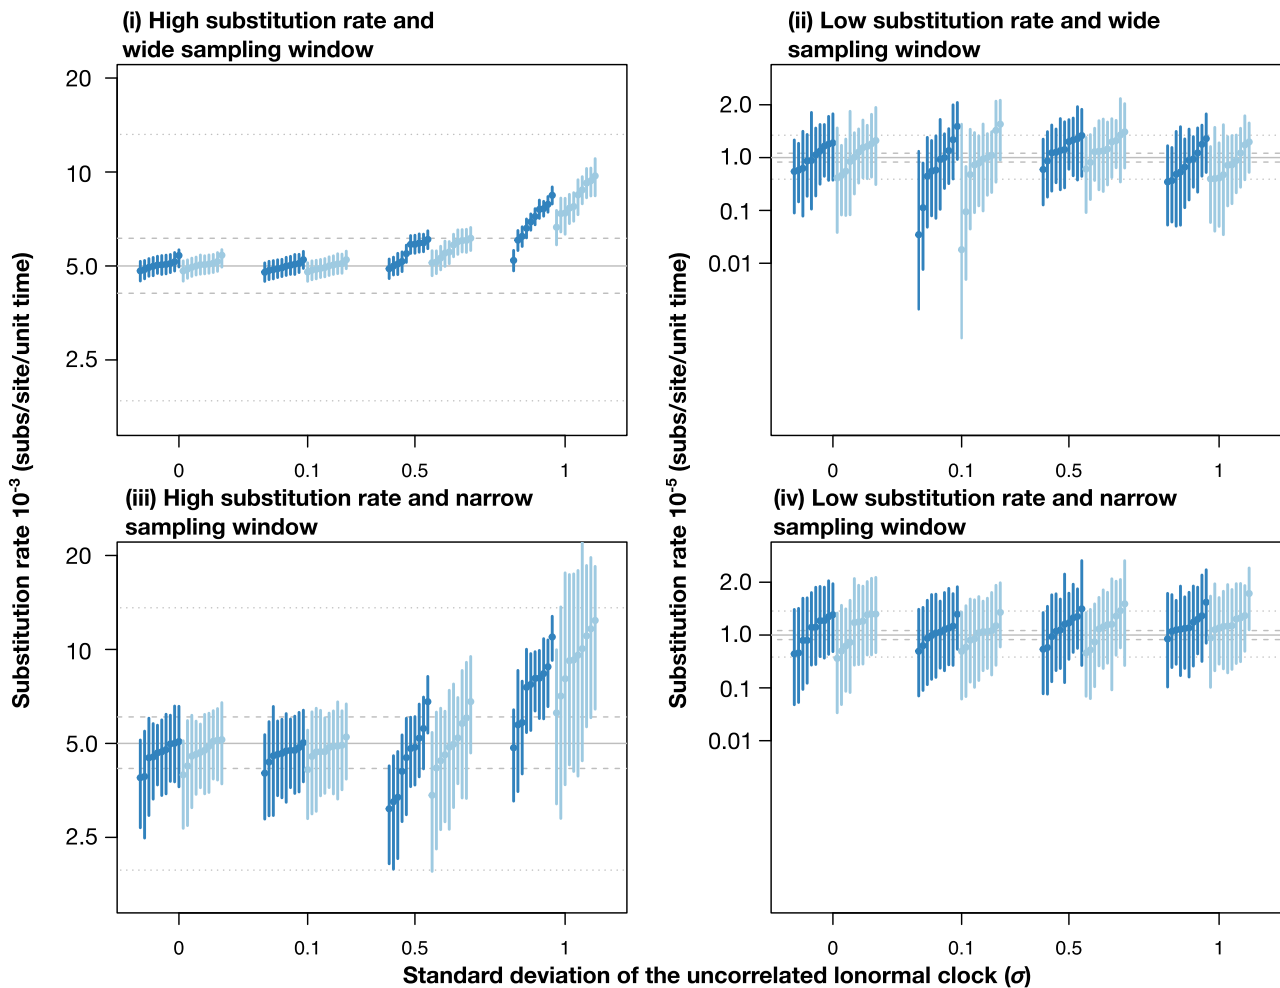 (i) High substitution rate and
wide sampling window
20
10
5.0
2.5
0
0.1
0.5
1
(ii) Low substitution rate and wide
sampling window
2.0
1.0
0.1
0.01
0
0.1
0.5
1
(iii) High substitution rate and narrow
sampling window
20
10
5.0
2.5
0
0.1
0.5
1
(iv) Low substitution rate and narrow
sampling window
2.0
1.0
0.1
0.01
0
0.1
0.5
1
Substitution rate 10⁻³ (subs/site/unit time)
Substitution rate 10⁻⁵ (subs/site/unit time)
Standard deviation of the uncorrelated lonormal clock (σ)